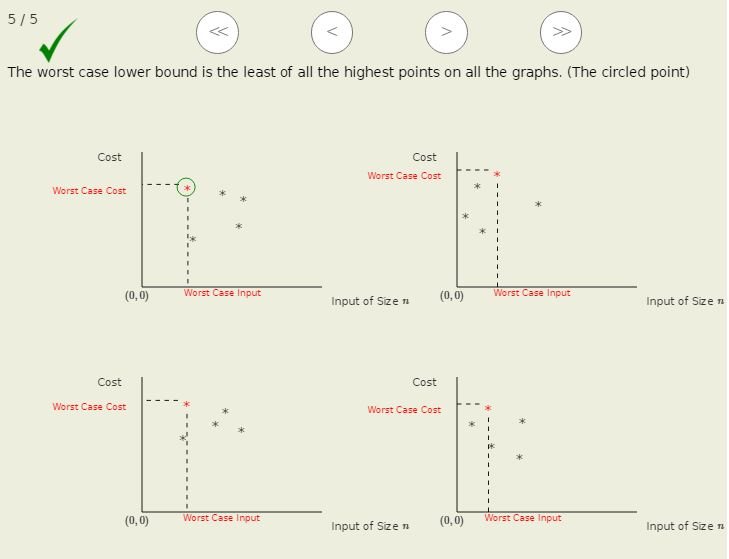 5 / 5
<< < > >>
The worst case lower bound is the least of all the highest points on all the graphs. (The circled point)
Cost
Worst Case Cost
(0, 0)
Worst Case Input
Input of Size n
Cost
Worst Case Cost
(0, 0)
Worst Case Input
Input of Size n
Cost
Worst Case Cost
(0, 0)
Worst Case Input
Input of Size n
Cost
Worst Case Cost
(0, 0)
Worst Case Input
Input of Size n